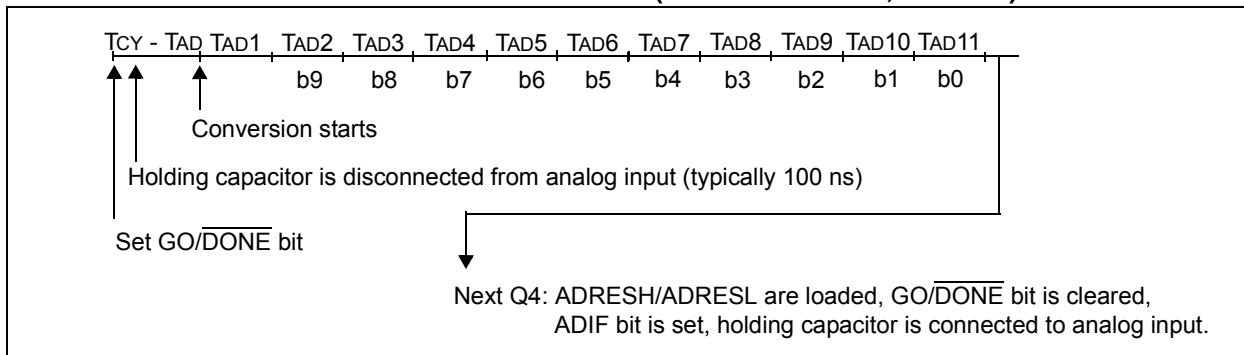 TCY - TAD TAD1 TAD2 TAD3 TAD4 TAD5 TAD6 TAD7 TAD8 TAD9 TAD10 TAD11
b9 b8 b7 b6 b5 b4 b3 b2 b1 b0
Conversion starts
Holding capacitor is disconnected from analog input (typically 100 ns)
Set GO/DONE bit
Next Q4: ADRESH/ADRESL are loaded, GO/DONE bit is cleared,
ADIF bit is set, holding capacitor is connected to analog input.